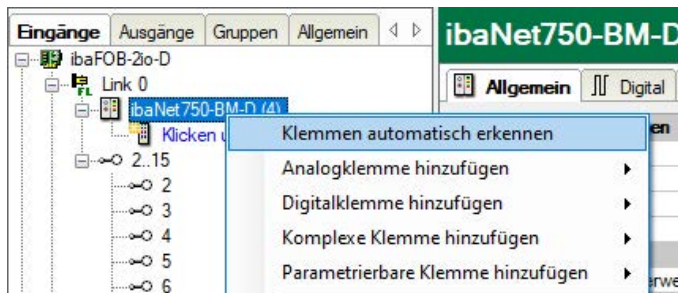 Eingänge Ausgänge Gruppen Allgemein
ibaNet750-BM-D
ibaFOB-2io-D
Link 0
Allgemein Digital
ibaNet750-BM-D (4)
Klicken
Klemmen automatisch erkennen
2..15
Analogklemme hinzufügen
2
Digitalklemme hinzufügen
3
4
Komplexe Klemme hinzufügen
5
Parametrierbare Klemme hinzufügen
6